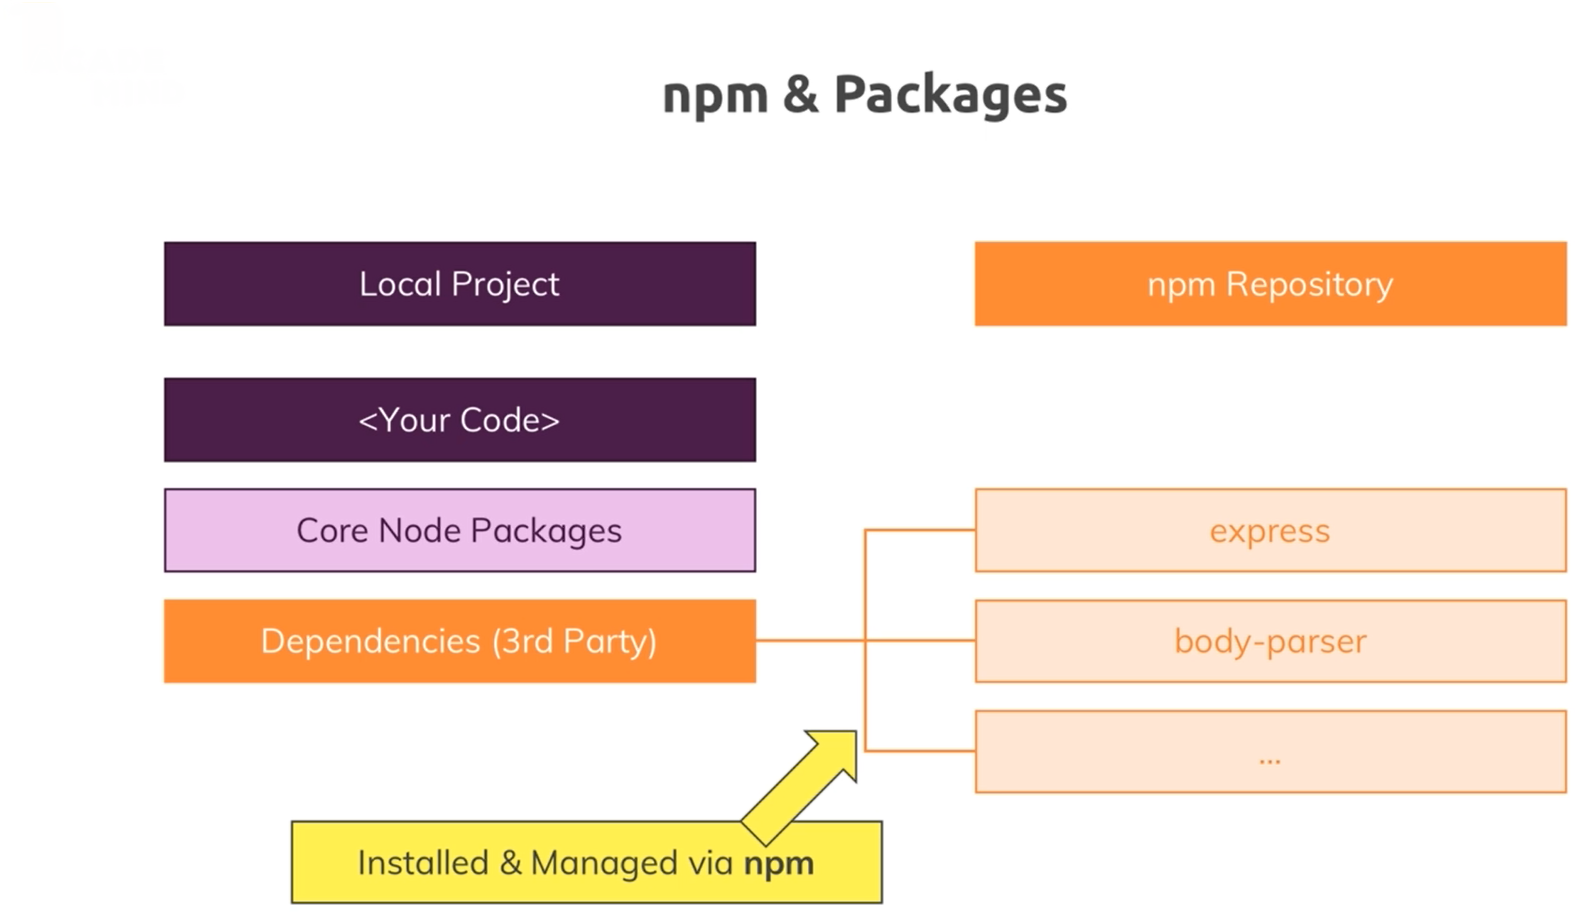 npm & Packages
Local Project
npm Repository
<Your Code>
Core Node Packages
express
Dependencies (3rd Party)
body-parser
...
Installed & Managed via npm